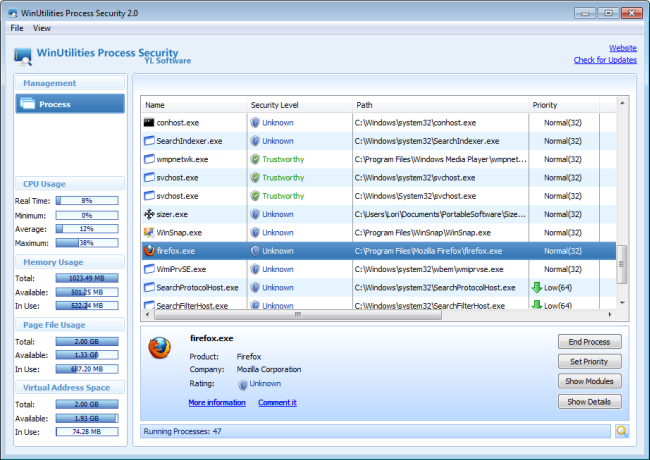 WinUtilities Process Security 2.0
File View
WinUtilities Process Security
YL Software
Website
Check for Updates
Management
Process
CPU Usage
Real Time: 8%
Minimum: 0%
Average: 12%
Maximum: 38%
Memory Usage
Total: 1023.49 MB
Available: 501.25 MB
In Use: 522.24 MB
Page File Usage
Total: 2.00 GB
Available: 1.33 GB
In Use: 687.20 MB
Virtual Address Space
Total: 2.00 GB
Available: 1.93 GB
In Use: 74.28 MB
Name Security Level Path Priority
conhost.exe Unknown C:\Windows\system32\conhost.exe Normal(32)
SearchIndexer.exe Unknown C:\Windows\system32\SearchIndexer.exe Normal(32)
wmpnetwk.exe Trustworthy C:\Program Files\Windows Media Player\wmpnet... Normal(32)
svchost.exe Trustworthy C:\Windows\System32\svchost.exe Normal(32)
svchost.exe Trustworthy C:\Windows\System32\svchost.exe Normal(32)
sizer.exe Unknown C:\Users\Lori\Documents\PortableSoftware\Size... Normal(32)
WinSnap.exe Unknown C:\Program Files\WinSnap\WinSnap.exe Normal(32)
firefox.exe Unknown C:\Program Files\Mozilla Firefox\firefox.exe Normal(32)
WmiPrvSE.exe Unknown C:\Windows\system32\wbem\wmiprvse.exe Normal(32)
SearchProtocolHost.exe Unknown C:\Windows\system32\SearchProtocolHost.exe Low(64)
SearchFilterHost.exe Unknown C:\Windows\system32\SearchFilterHost.exe Low(64)
firefox.exe
Product: Firefox
Company: Mozilla Corporation
Rating: Unknown
More information Comment it
End Process
Set Priority
Show Modules
Show Details
Running Processes: 47